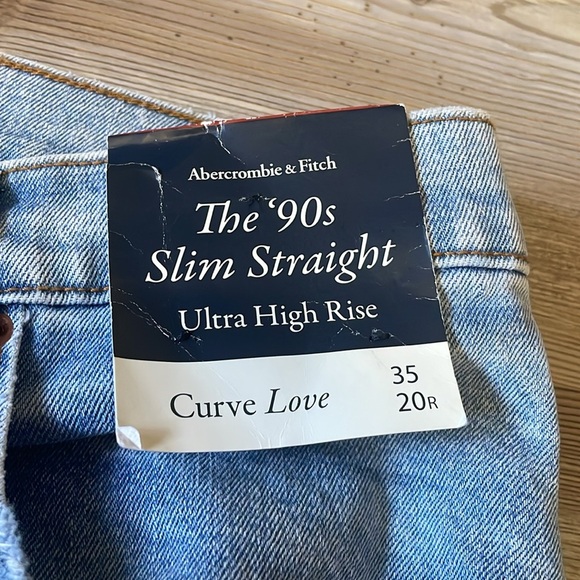 Abercrombie & Fitch
The ‘90s
Slim Straight
Ultra High Rise
Curve Love
35
20R